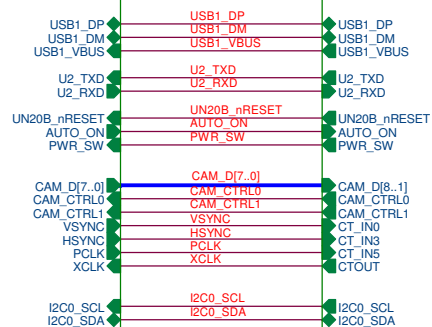 USB1_DP USB1_DP USB1_DP
USB1_DM USB1_DM USB1_DM
USB1_VBUS USB1_VBUS USB1_VBUS
U2_TXD U2_TXD U2_TXD
U2_RXD U2_RXD U2_RXD
UN20B_nRESET UN20B_nRESET UN20B_nRESET
AUTO_ON AUTO_ON AUTO_ON
PWR_SW PWR_SW PWR_SW
CAM_D[7..0] CAM_D[7..0] CAM_D[8..1]
CAM_CTRL0 CAM_CTRL0 CAM_CTRL0
CAM_CTRL1 CAM_CTRL1 CAM_CTRL1
VSYNC VSYNC CT_IN0
HSYNC HSYNC CT_IN3
PCLK PCLK CT_IN5
XCLK XCLK CTOUT
I2C0_SCL I2C0_SCL I2C0_SCL
I2C0_SDA I2C0_SDA I2C0_SDA